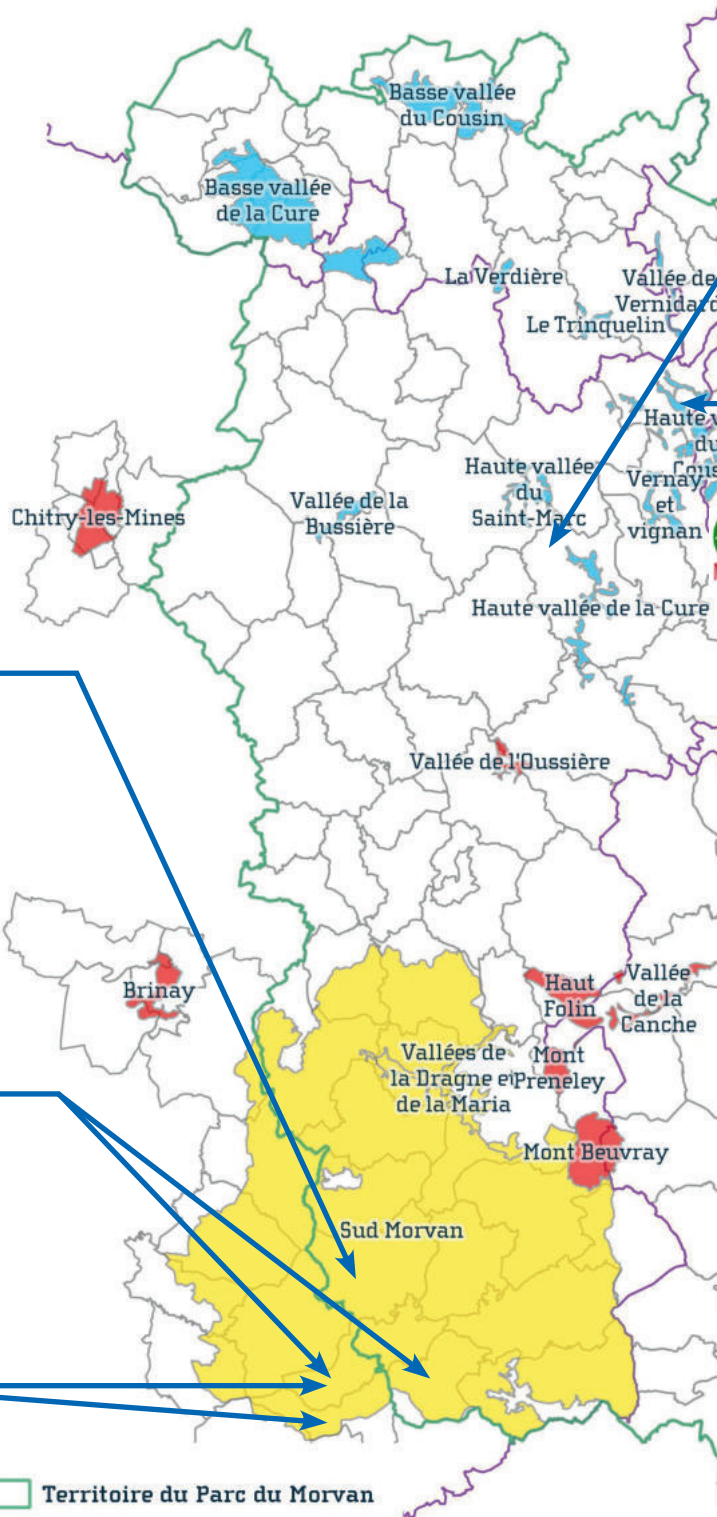 Basse vallée
du Cousin
Basse vallée
de la Cure
La Verdière
Vallée de
Le Trinquelin
Haute
du
Haute vallée
du
Saint-Marc
Vernay
et
vignan
Vallée de la
Bussière
Chitry-les-Mines
Haute vallée de la Cure
Vallée de l'Oussière
Brinay
Haut
Folin
Vallée
de la
Canche
Vallées de
la Dragne et
de la Maria
Mont
Preneley
Mont Beuvray
Sud Morvan
Territoire du Parc du Morvan